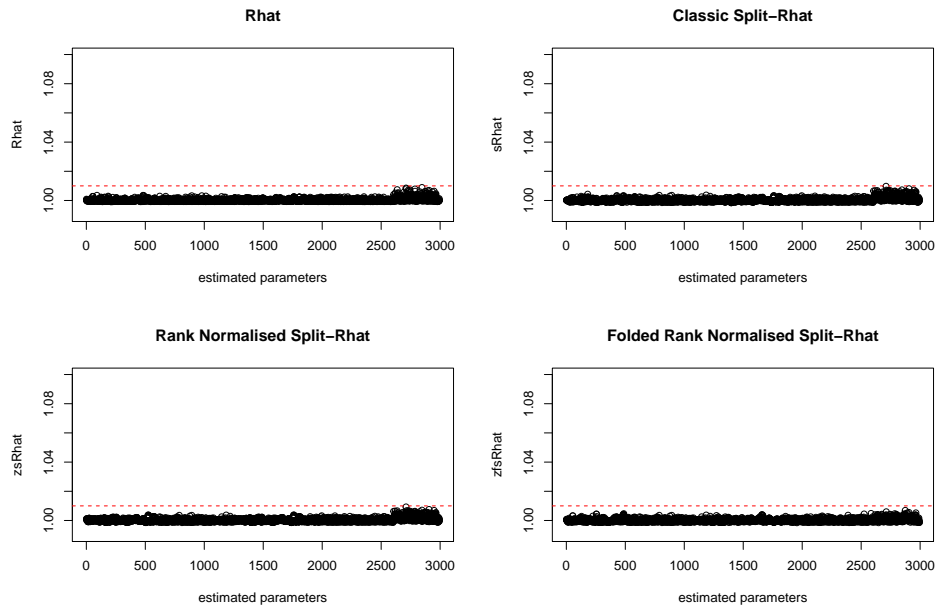 Rhat
Classic Split−Rhat
Rhat
1.00 1.04 1.08
0 500 1000 1500 2000 2500 3000
estimated parameters
sRhat
1.00 1.04 1.08
0 500 1000 1500 2000 2500 3000
estimated parameters
Rank Normalised Split−Rhat
Folded Rank Normalised Split−Rhat
zsRhat
1.00 1.04 1.08
0 500 1000 1500 2000 2500 3000
estimated parameters
zfsRhat
1.00 1.04 1.08
0 500 1000 1500 2000 2500 3000
estimated parameters